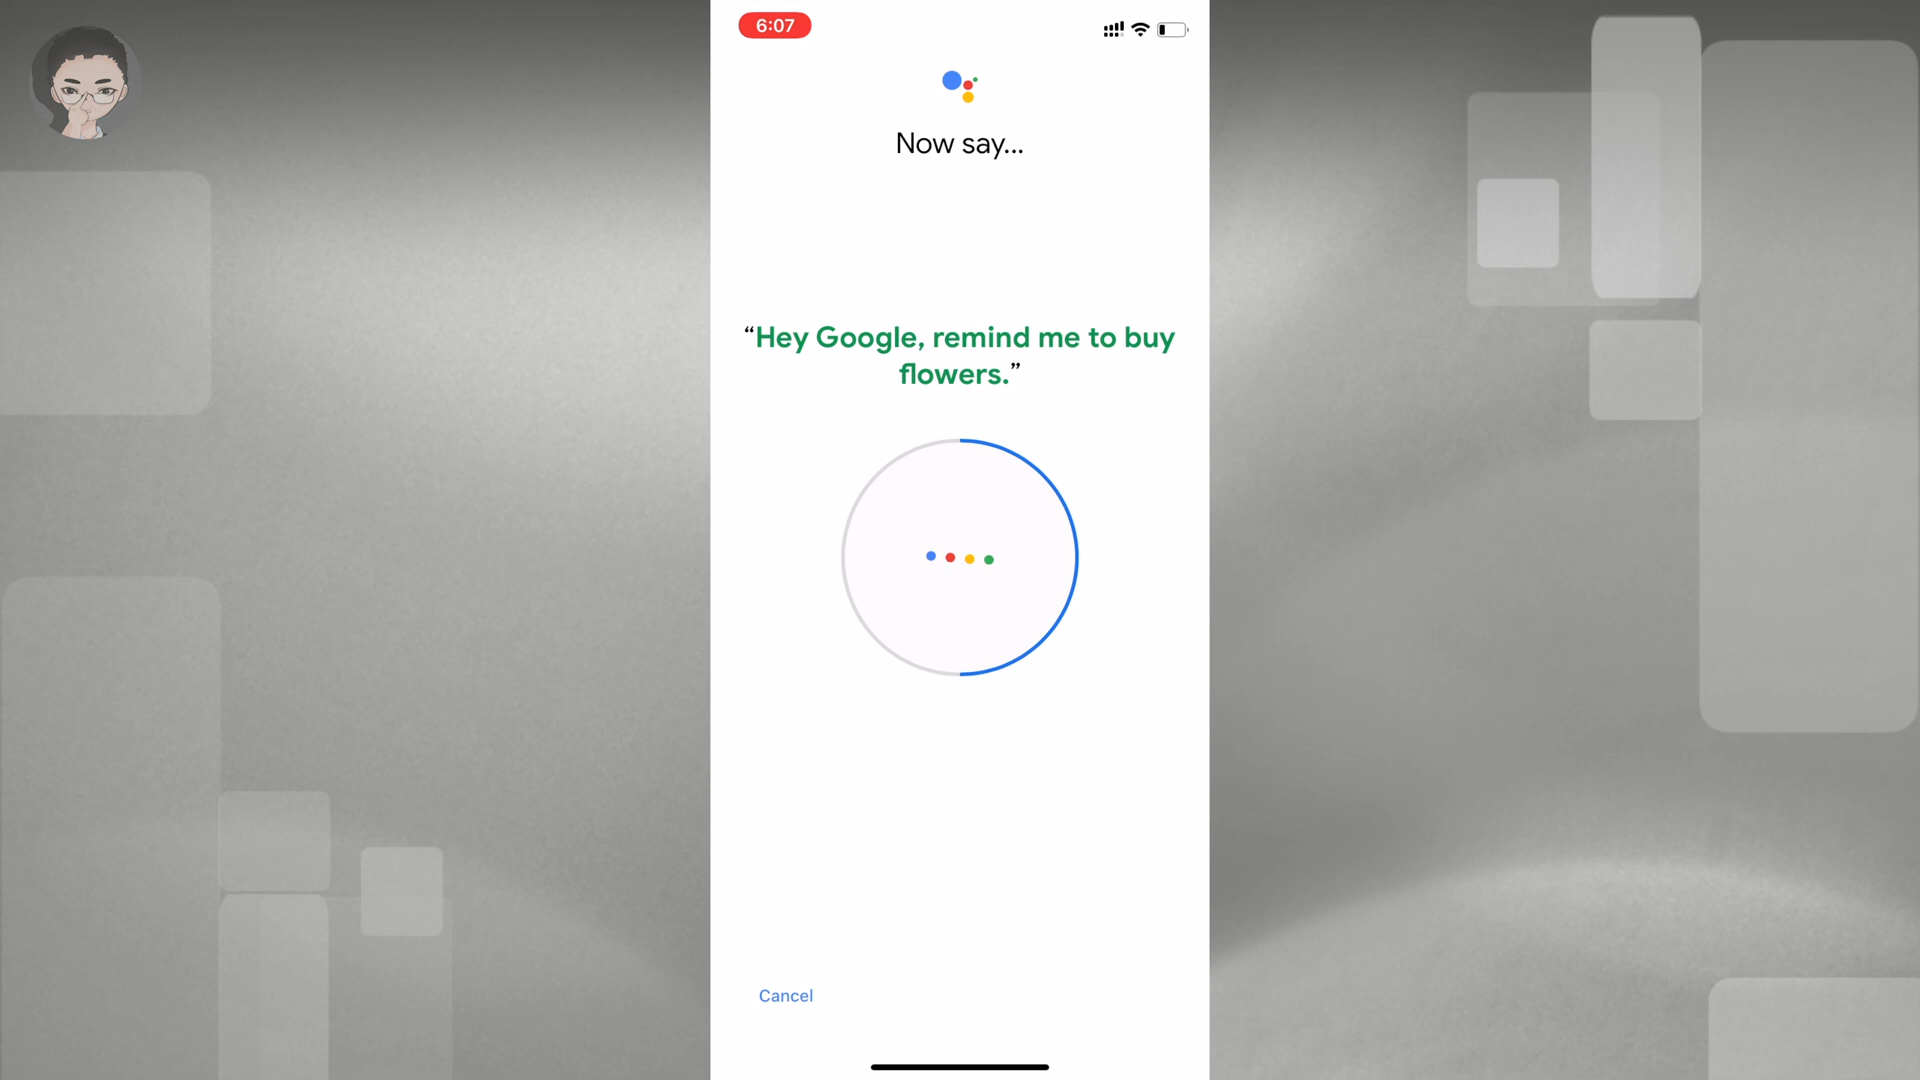 6:07
Now say...
“Hey Google, remind me to buy
flowers.”
Cancel